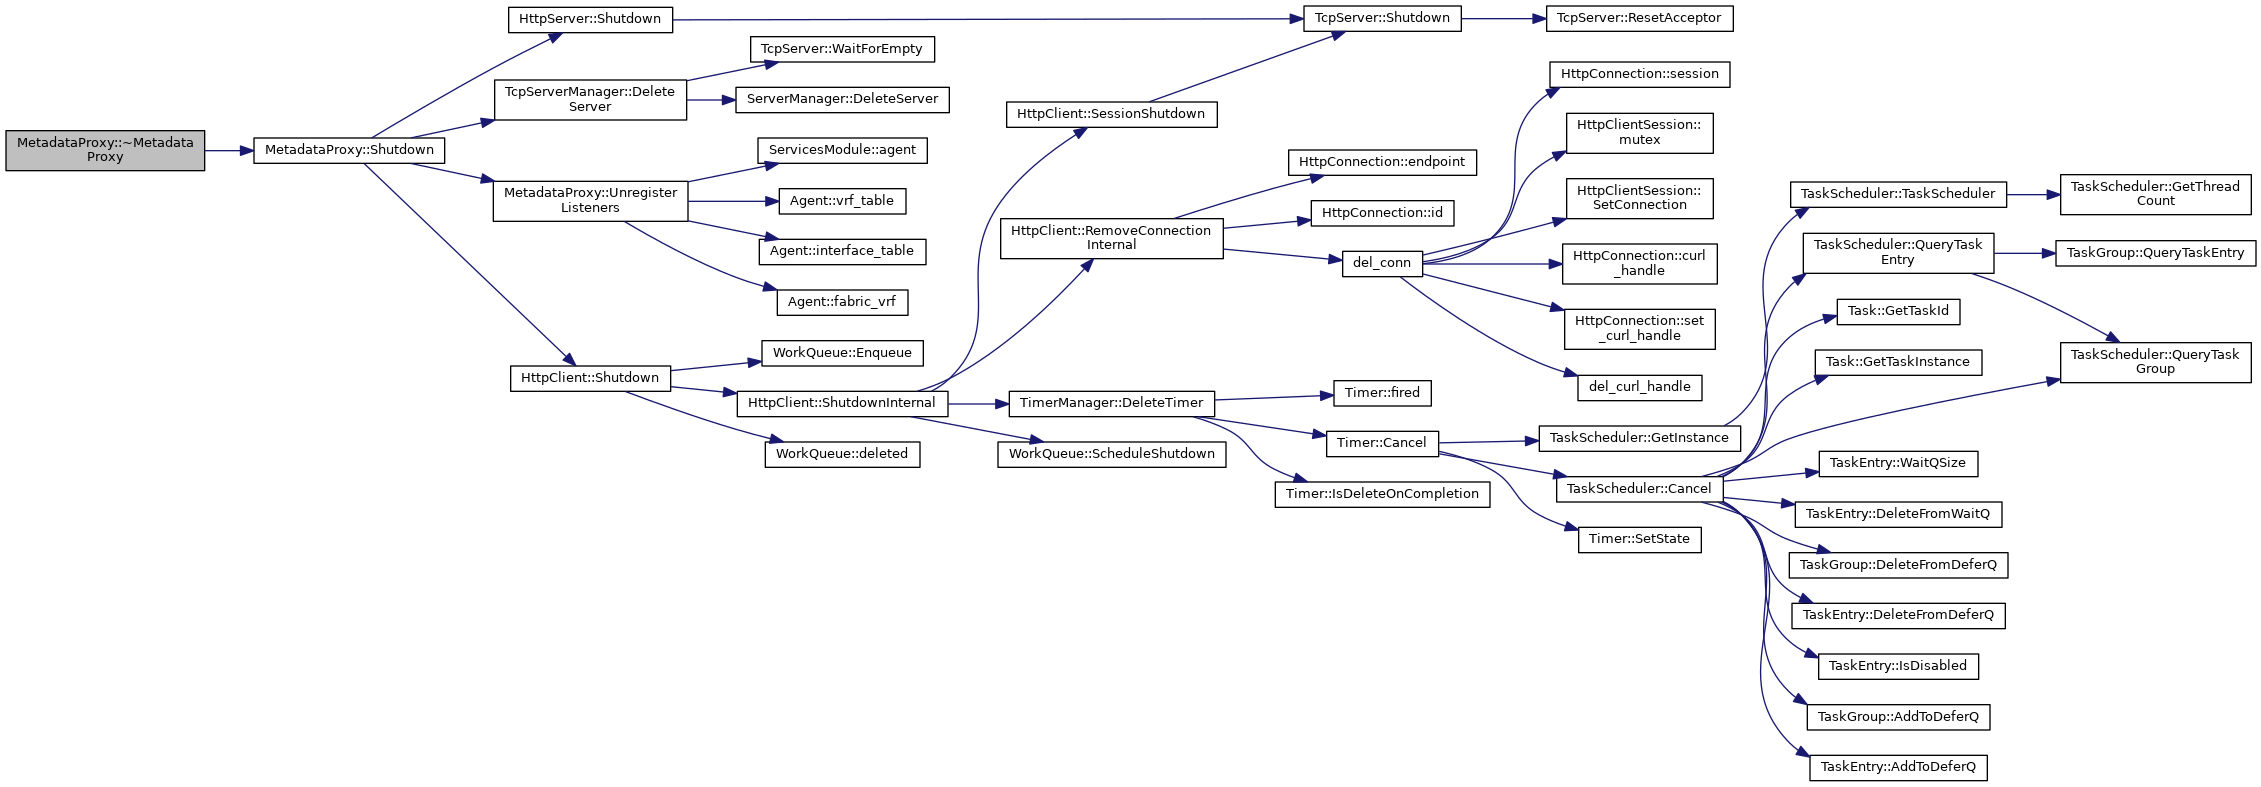 MetadataProxy::~Metadata
Proxy
MetadataProxy::Shutdown
HttpServer::Shutdown
TcpServerManager::Delete
Server
MetadataProxy::Unregister
Listeners
HttpClient::Shutdown
TcpServer::WaitForEmpty
ServerManager::DeleteServer
ServicesModule::agent
Agent::vrf_table
Agent::interface_table
Agent::fabric_vrf
WorkQueue::Enqueue
HttpClient::ShutdownInternal
WorkQueue::deleted
HttpClient::SessionShutdown
HttpClient::RemoveConnection
Internal
TimerManager::DeleteTimer
WorkQueue::ScheduleShutdown
TcpServer::Shutdown
HttpConnection::endpoint
HttpConnection::id
del_conn
Timer::fired
Timer::Cancel
Timer::IsDeleteOnCompletion
TcpServer::ResetAcceptor
HttpConnection::session
HttpClientSession::
mutex
HttpClientSession::
SetConnection
HttpConnection::curl
_handle
HttpConnection::set
_curl_handle
del_curl_handle
TaskScheduler::GetInstance
TaskScheduler::Cancel
Timer::SetState
TaskScheduler::TaskScheduler
TaskScheduler::QueryTask
Entry
Task::GetTaskId
Task::GetTaskInstance
TaskEntry::WaitQSize
TaskEntry::DeleteFromWaitQ
TaskGroup::DeleteFromDeferQ
TaskEntry::DeleteFromDeferQ
TaskEntry::IsDisabled
TaskGroup::AddToDeferQ
TaskEntry::AddToDeferQ
TaskScheduler::GetThread
Count
TaskGroup::QueryTaskEntry
TaskScheduler::QueryTask
Group